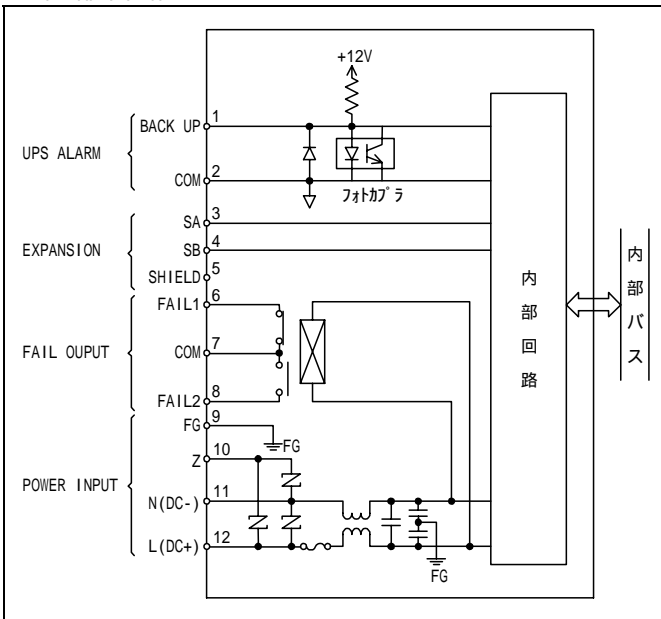 +12V
BACK UP 1
UPS ALARM
COM 2
フォトカプラ
SA 3
EXPANSION
SB 4
SHIELD 5
FAIL1 6
FAIL OUPUT
COM 7
FAIL2 8
FG 9
FG
Z 10
POWER INPUT
N(DC-) 11
L(DC+) 12
FG
内部回路
内部バス